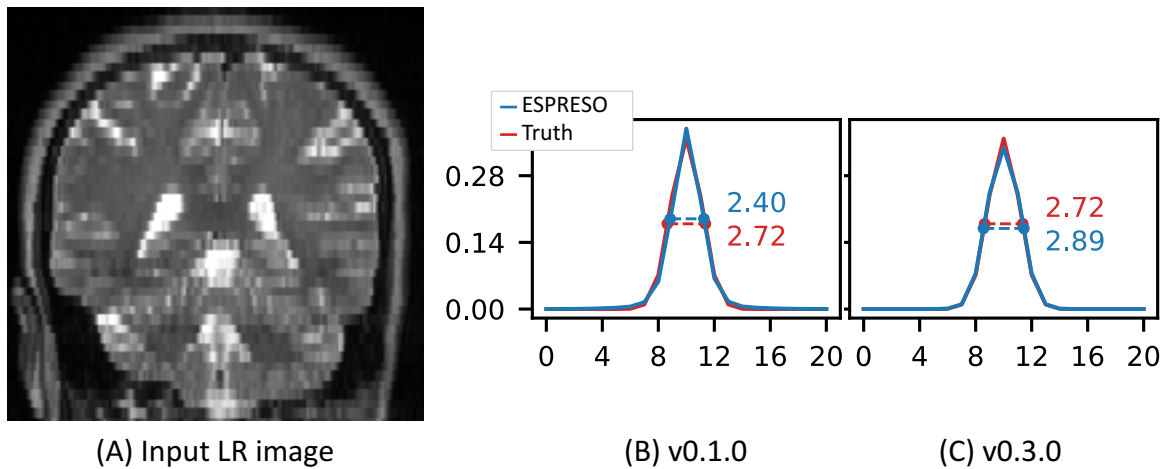 ESPRESO
Truth
0.28
0.14
0.00
2.40
2.72
2.72
2.89
0 4 8 12 16 20
0 4 8 12 16 20
(A) Input LR image
(B) v0.1.0
(C) v0.3.0